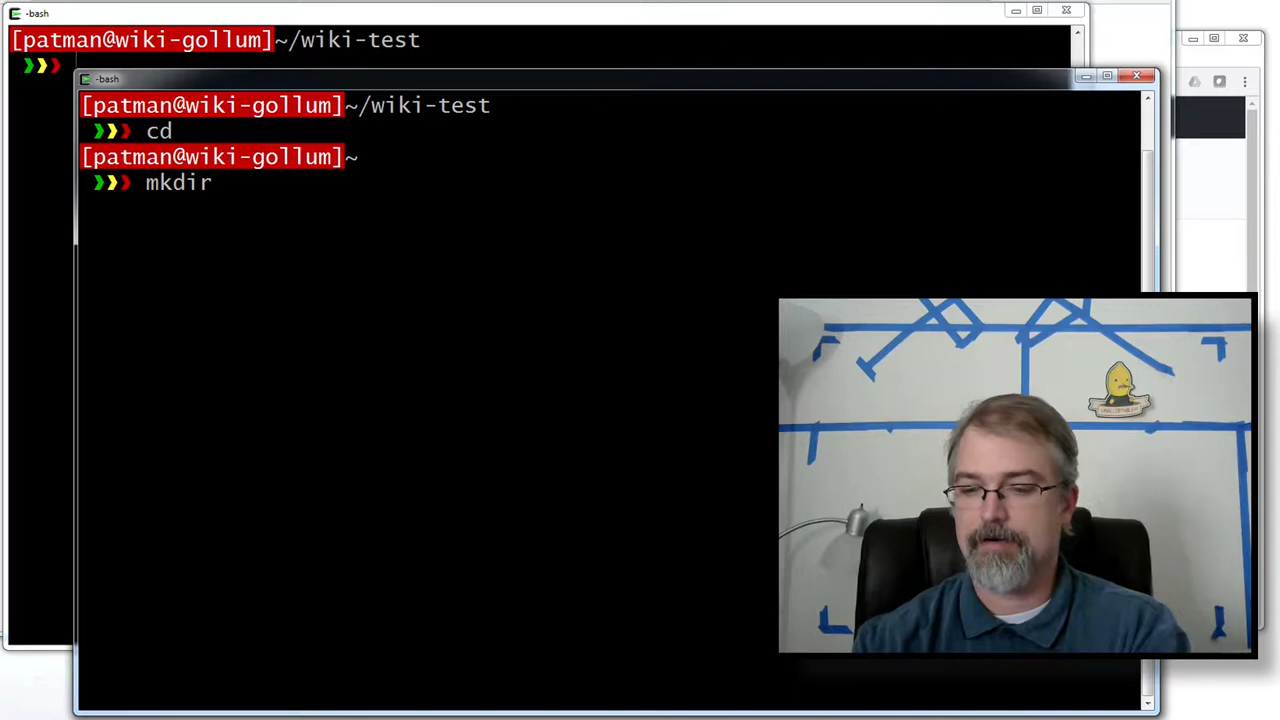 -bash
[patman@wiki-gollum]~/wiki-test
-bash
[patman@wiki-gollum]~/wiki-test
cd
[patman@wiki-gollum]~
mkdir